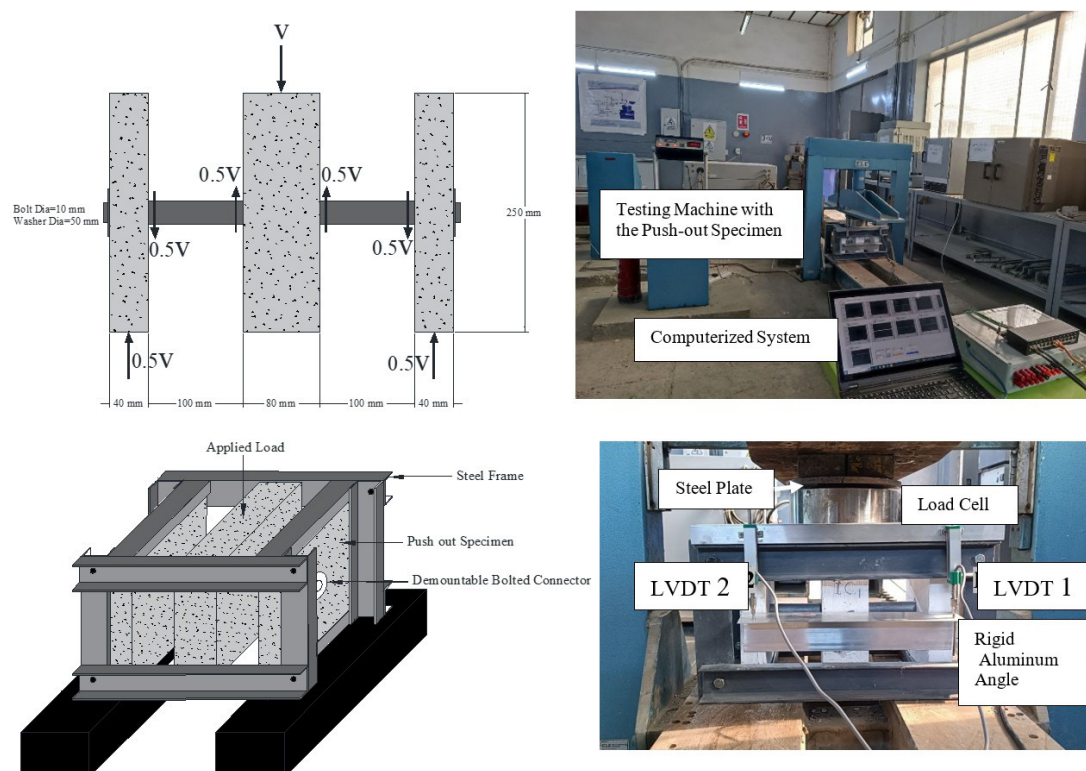 V
0.5V
0.5V
Bolt Dia=10 mm
Washer Dia=50 mm
250 mm
0.5V
0.5V
0.5V
0.5V
40 mm
100 mm
80 mm
100 mm
40 mm
Testing Machine with
the Push-out Specimen
Computerized System
Applied Load
Steel Frame
Push out Specimen
Demountable Bolted Connector
Steel Plate
Load Cell
LVDT 2
2
LVDT 1
Rigid
Aluminum
Angle